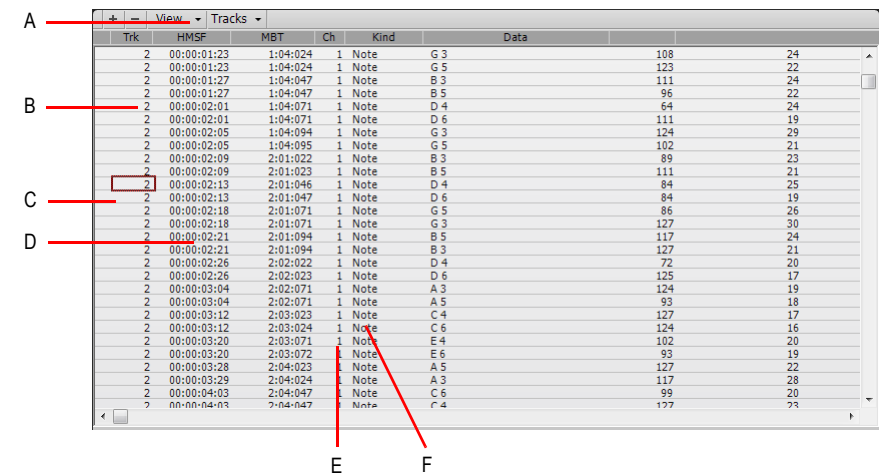 A
+ − View Tracks
Trk HMSF MBT Ch Kind Data
2 00:00:01:23 1:04:024 1 Note G 3 108 24
2 00:00:01:23 1:04:024 1 Note G 5 123 22
2 00:00:01:27 1:04:047 1 Note B 3 111 24
2 00:00:01:27 1:04:047 1 Note B 5 96 22
B
2 00:00:02:01 1:04:071 1 Note D 4 64 24
2 00:00:02:01 1:04:071 1 Note D 6 111 19
2 00:00:02:05 1:04:094 1 Note G 3 124 29
2 00:00:02:05 1:04:095 1 Note G 5 102 21
2 00:00:02:09 2:01:022 1 Note B 3 89 23
2 00:00:02:09 2:01:023 1 Note B 5 111 21
2 00:00:02:13 2:01:046 1 Note D 4 84 25
C
2 00:00:02:13 2:01:047 1 Note D 6 84 19
2 00:00:02:18 2:01:071 1 Note G 5 86 26
2 00:00:02:18 2:01:071 1 Note G 3 127 30
D
2 00:00:02:21 2:01:094 1 Note B 5 117 24
2 00:00:02:21 2:01:094 1 Note B 3 127 21
2 00:00:02:26 2:02:022 1 Note D 4 72 20
2 00:00:02:26 2:02:023 1 Note D 6 125 17
2 00:00:03:04 2:02:071 1 Note A 3 124 19
2 00:00:03:04 2:02:071 1 Note A 5 93 18
2 00:00:03:12 2:03:023 1 Note C 4 127 17
2 00:00:03:12 2:03:024 1 Note C 6 124 16
2 00:00:03:20 2:03:071 1 Note E 4 102 20
2 00:00:03:20 2:03:072 1 Note E 6 93 19
2 00:00:03:28 2:04:023 1 Note A 5 127 22
2 00:00:03:29 2:04:024 1 Note A 3 117 28
2 00:00:04:03 2:04:047 1 Note C 6 99 20
2 00:00:04:03 2:04:047 1 Note C 4 127 23
E F